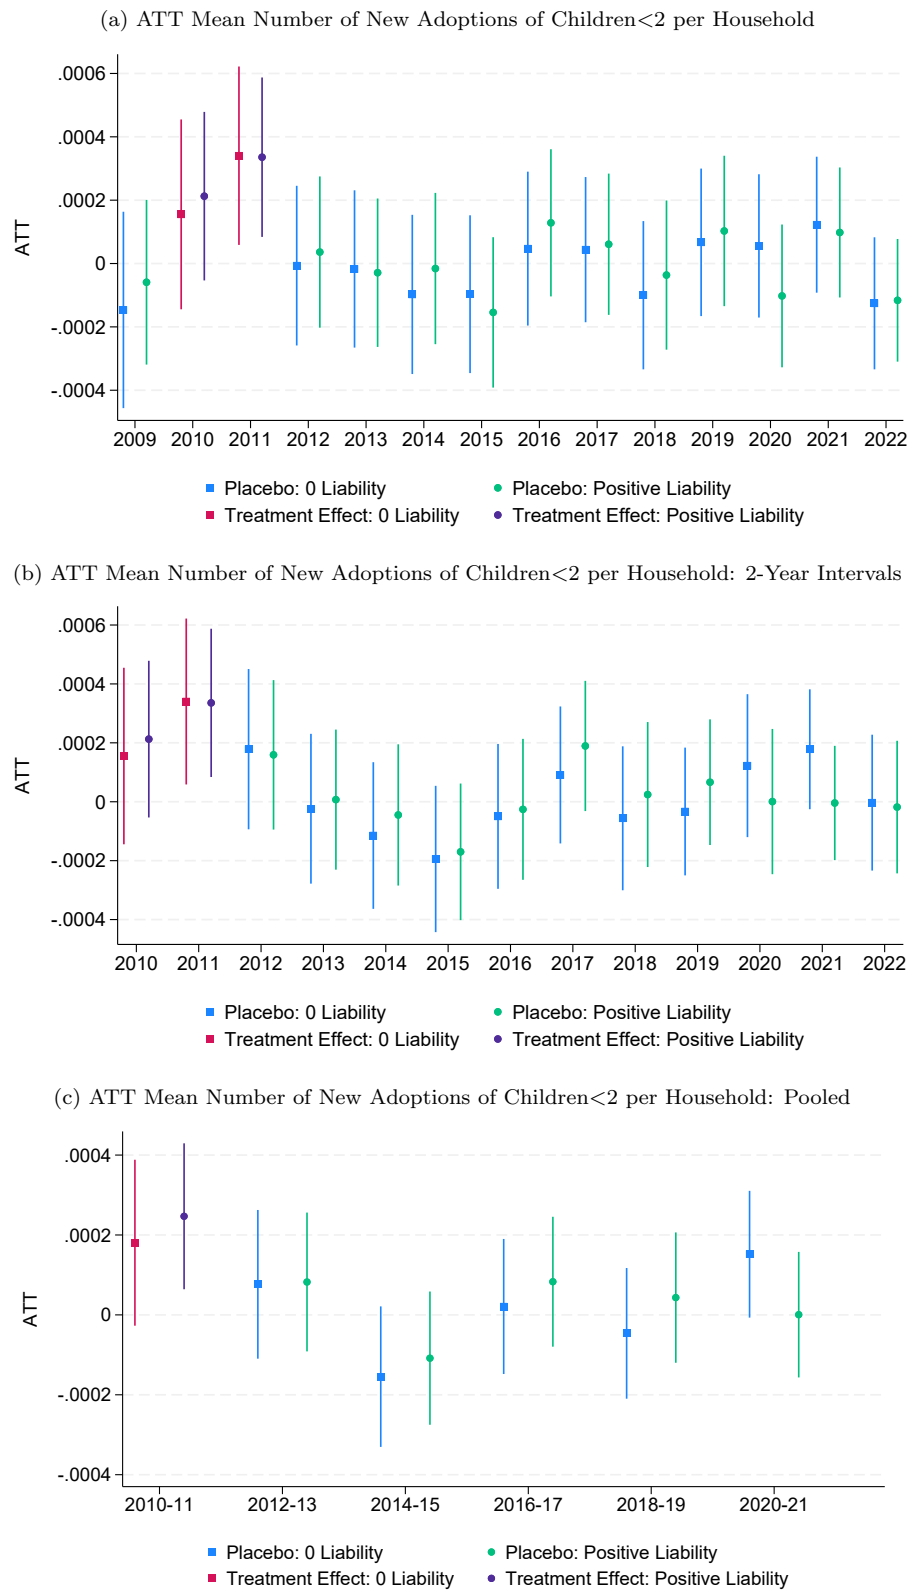 (a) ATT Mean Number of New Adoptions of Children<2 per Household
.0006
.0004
.0002
0
-.0002
-.0004
ATT
2009 2010 2011 2012 2013 2014 2015 2016 2017 2018 2019 2020 2021 2022
Placebo: 0 Liability Placebo: Positive Liability
Treatment Effect: 0 Liability Treatment Effect: Positive Liability
(b) ATT Mean Number of New Adoptions of Children<2 per Household: 2-Year Intervals
.0006
.0004
.0002
0
-.0002
-.0004
ATT
2010 2011 2012 2013 2014 2015 2016 2017 2018 2019 2020 2021 2022
Placebo: 0 Liability Placebo: Positive Liability
Treatment Effect: 0 Liability Treatment Effect: Positive Liability
(c) ATT Mean Number of New Adoptions of Children<2 per Household: Pooled
.0004
.0002
0
-.0002
-.0004
ATT
2010-11 2012-13 2014-15 2016-17 2018-19 2020-21
Placebo: 0 Liability Placebo: Positive Liability
Treatment Effect: 0 Liability Treatment Effect: Positive Liability